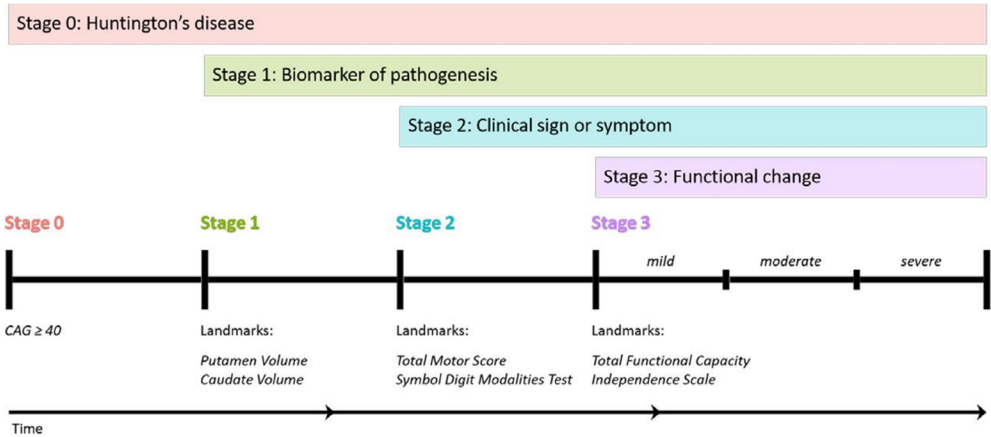 Stage 0: Huntington's disease
Stage 1: Biomarker of pathogenesis
Stage 2: Clinical sign or symptom
Stage 3: Functional change
Stage 0
Stage 1
Stage 2
Stage 3
mild
moderate
severe
CAG ≥ 40
Landmarks:
Putamen Volume
Caudate Volume
Landmarks:
Total Motor Score
Symbol Digit Modalities Test
Landmarks:
Total Functional Capacity
Independence Scale
Time